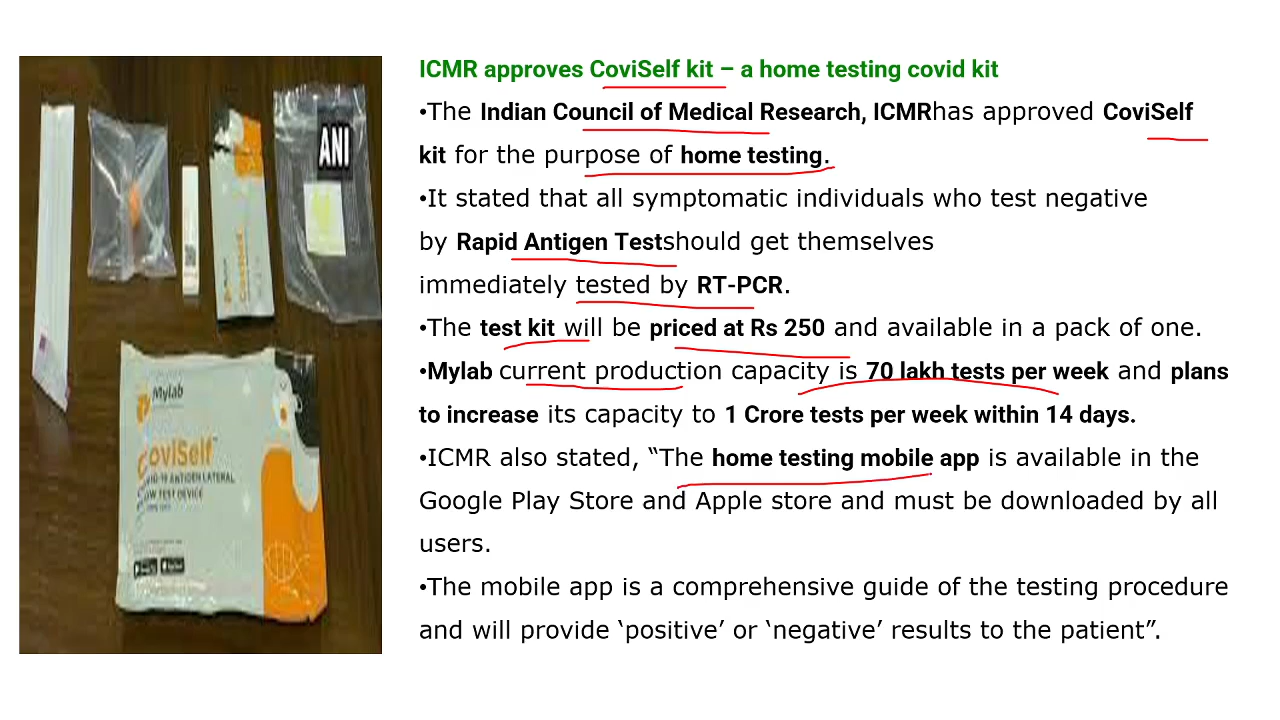 ICMR approves CoviSelf kit – a home testing covid kit
•The Indian Council of Medical Research, ICMRhas approved CoviSelf
kit for the purpose of home testing.
•It stated that all symptomatic individuals who test negative
by Rapid Antigen Testshould get themselves
immediately tested by RT-PCR.
•The test kit will be priced at Rs 250 and available in a pack of one.
•Mylab current production capacity is 70 lakh tests per week and plans
to increase its capacity to 1 Crore tests per week within 14 days.
•ICMR also stated, “The home testing mobile app is available in the
Google Play Store and Apple store and must be downloaded by all
users.
•The mobile app is a comprehensive guide of the testing procedure
and will provide ‘positive’ or ‘negative’ results to the patient”.
ANI
Mylab
CoviSelf
ANTIGEN LATERAL
TEST DEVICE